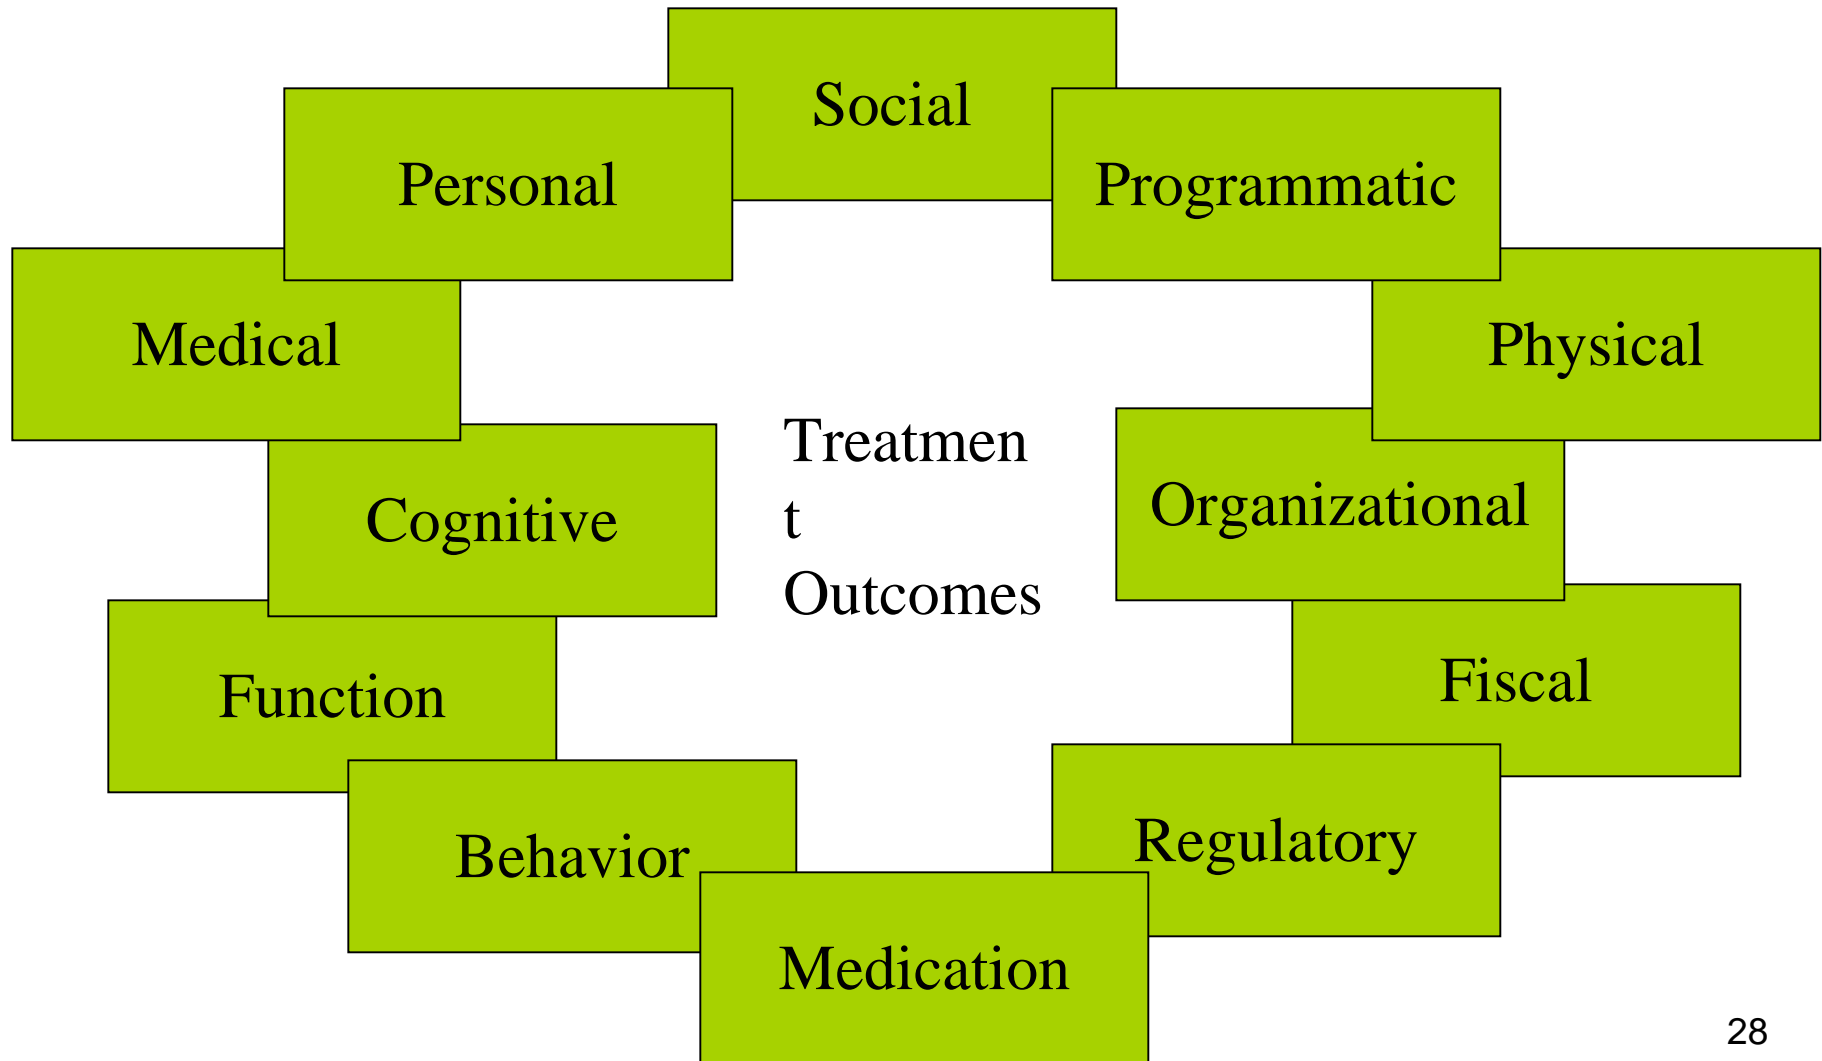 Social
Personal
Programmatic
Medical
Physical
Treatmen
t
Outcomes
Cognitive
Organizational
Function
Fiscal
Behavior
Regulatory
Medication
28